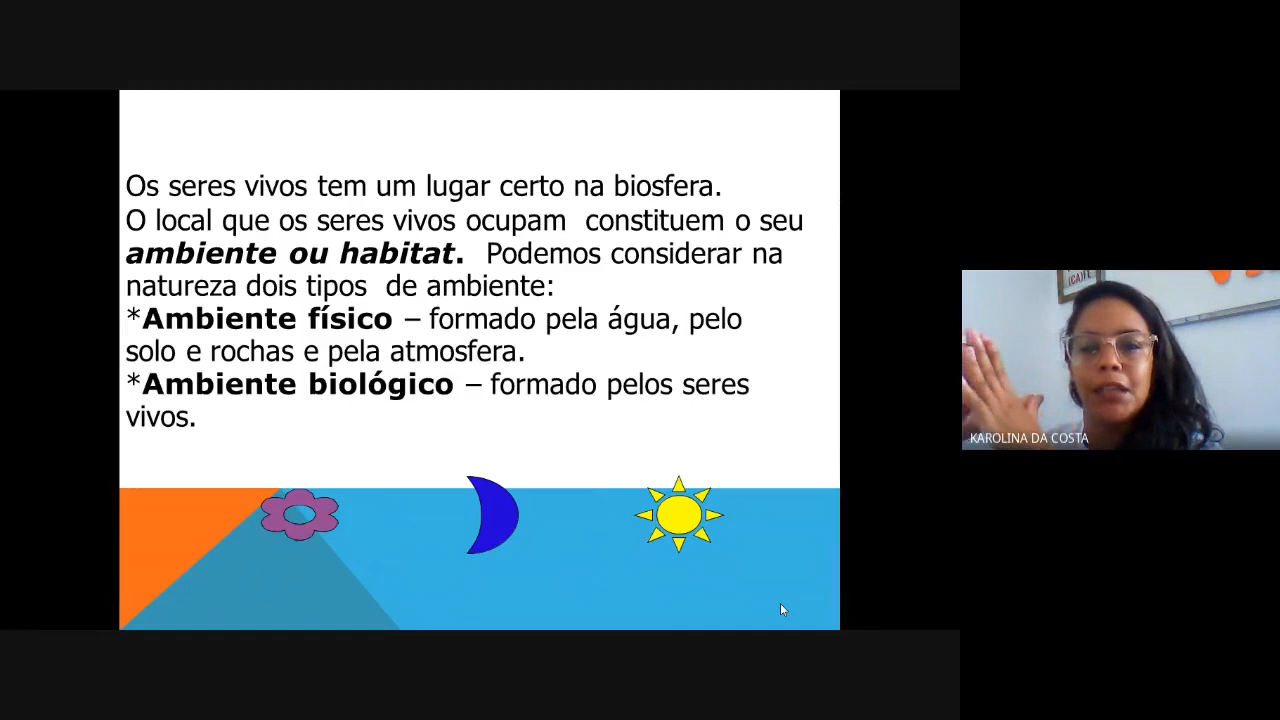 Os seres vivos tem um lugar certo na biosfera.
O local que os seres vivos ocupam  constituem o seu
ambiente ou habitat.  Podemos considerar na
natureza dois tipos  de ambiente:
*Ambiente físico – formado pela água, pelo
solo e rochas e pela atmosfera.
*Ambiente biológico – formado pelos seres
vivos.
KAROLINA DA COSTA